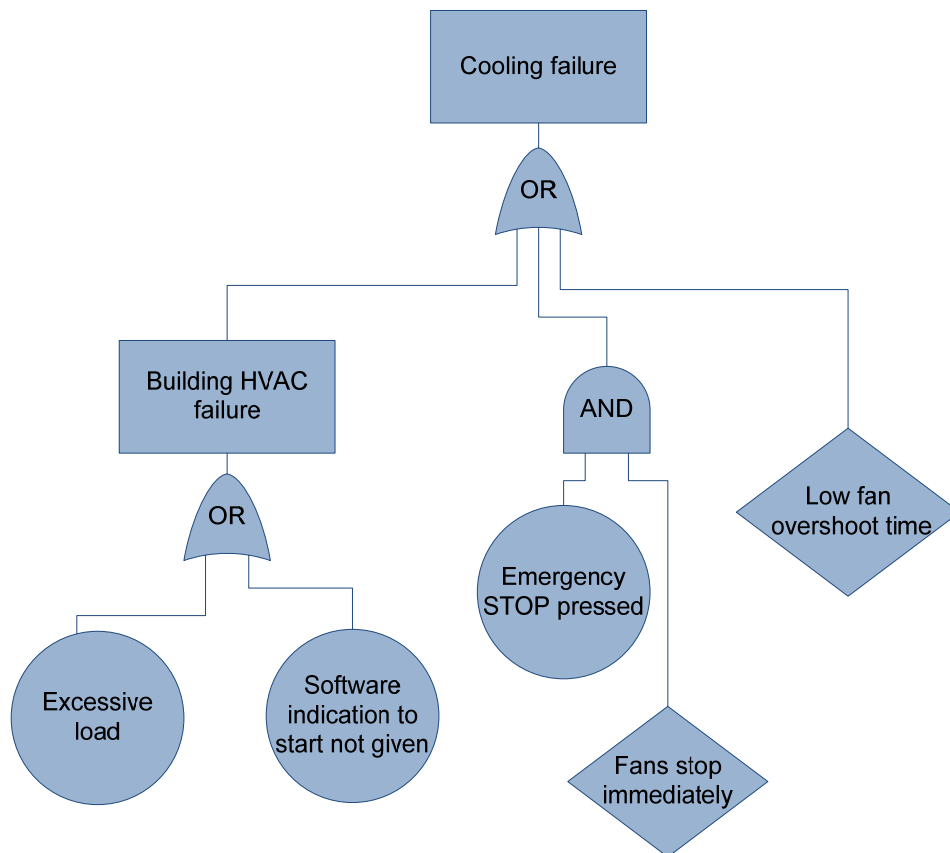 Cooling failure
OR
Building HVAC
failure
AND
Low fan
overshoot time
OR
Emergency
STOP pressed
Excessive
load
Software
indication to
start not given
Fans stop
immediately